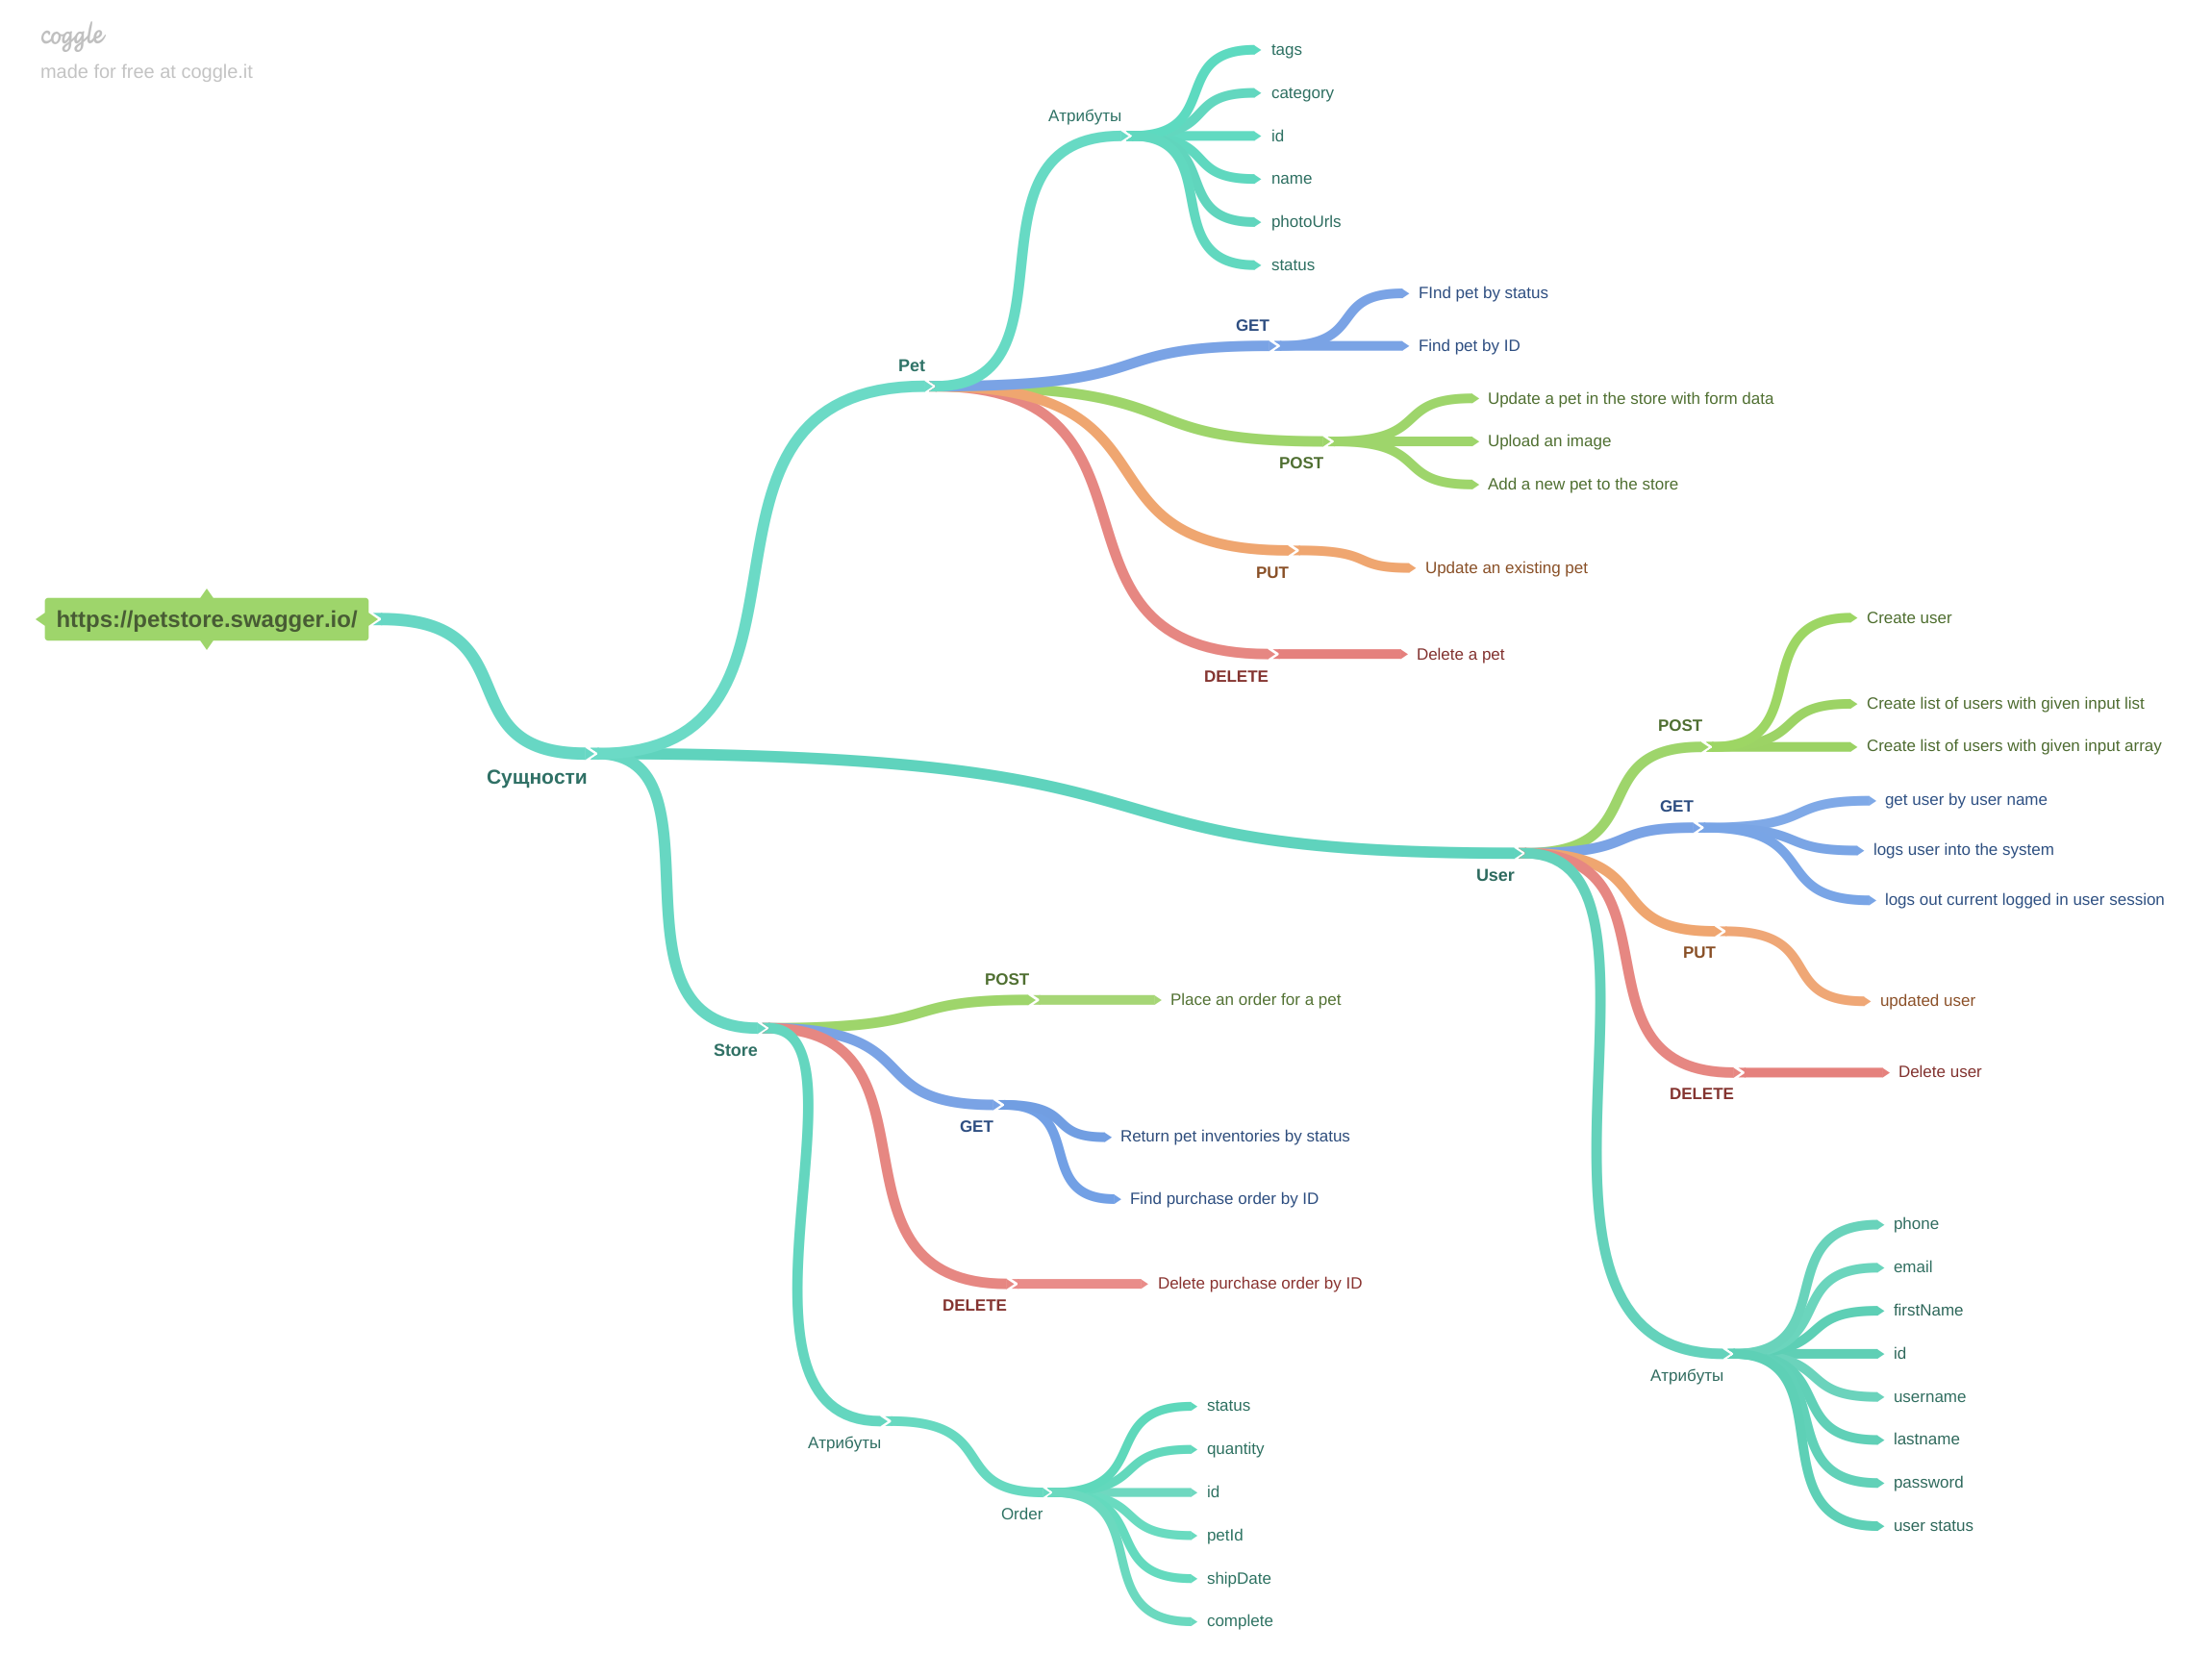 coggle
made for free at coggle.it
https://petstore.swagger.io/
Сущности
Pet
Атрибуты
tags
category
id
name
photoUrls
status
GET
FInd pet by status
Find pet by ID
POST
Update a pet in the store with form data
Upload an image
Add a new pet to the store
PUT
Update an existing pet
DELETE
Delete a pet
User
POST
Create user
Create list of users with given input list
Create list of users with given input array
GET
get user by user name
logs user into the system
logs out current logged in user session
PUT
updated user
DELETE
Delete user
Атрибуты
phone
email
firstName
id
username
lastname
password
user status
Store
POST
Place an order for a pet
GET
Return pet inventories by status
Find purchase order by ID
DELETE
Delete purchase order by ID
Атрибуты
Order
status
quantity
id
petId
shipDate
complete